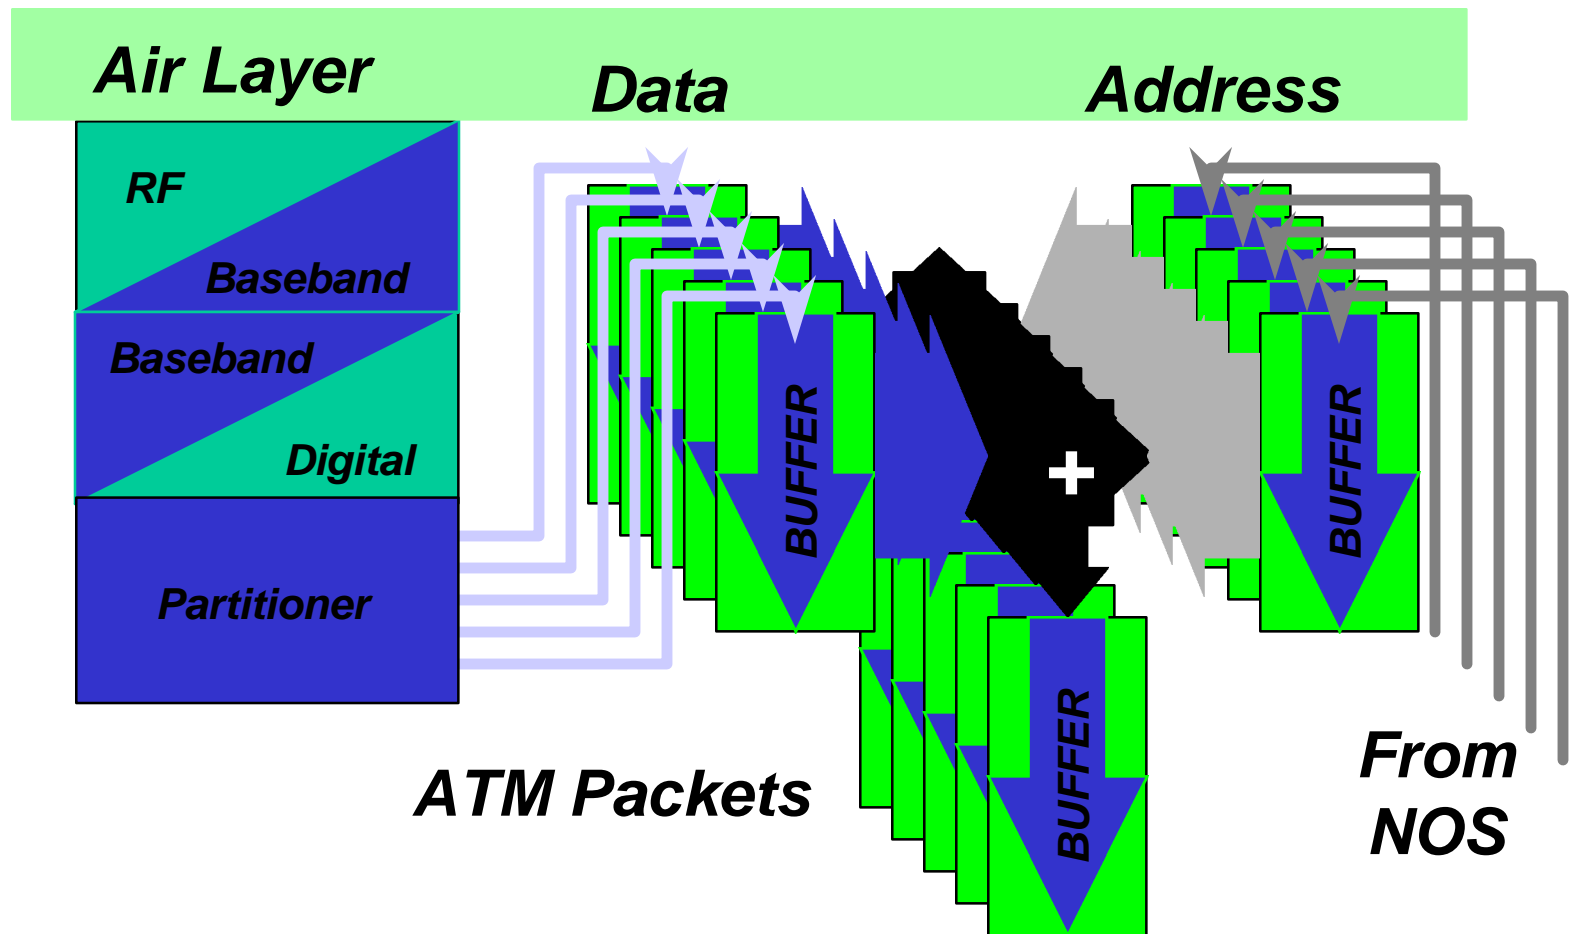 Air Layer
Data
Address
RF
Baseband
Baseband
Digital
Partitioner
BUFFER
BUFFER
+
BUFFER
ATM Packets
From
NOS